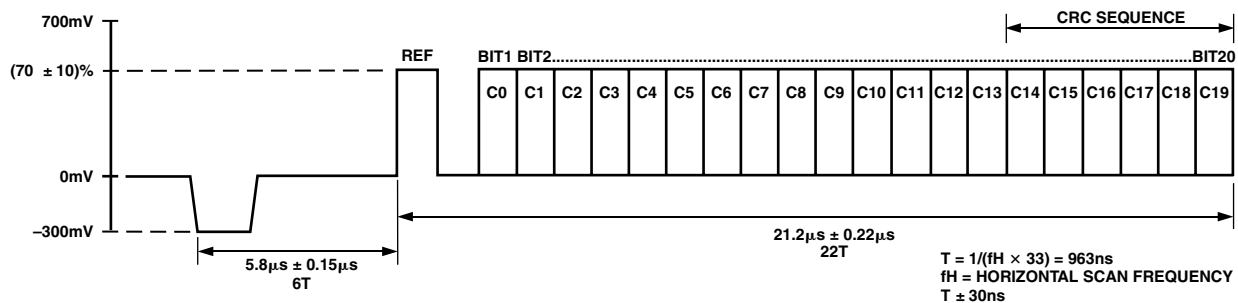 700mV
CRC SEQUENCE
REF
BIT1 BIT2......................................................................................................................................BIT20
(70 ± 10)%
C0 C1 C2 C3 C4 C5 C6 C7 C8 C9 C10 C11 C12 C13 C14 C15 C16 C17 C18 C19
0mV
–300mV
5.8µs ± 0.15µs
6T
21.2µs ± 0.22µs
22T
T = 1/(fH × 33) = 963ns
fH = HORIZONTAL SCAN FREQUENCY
T ± 30ns